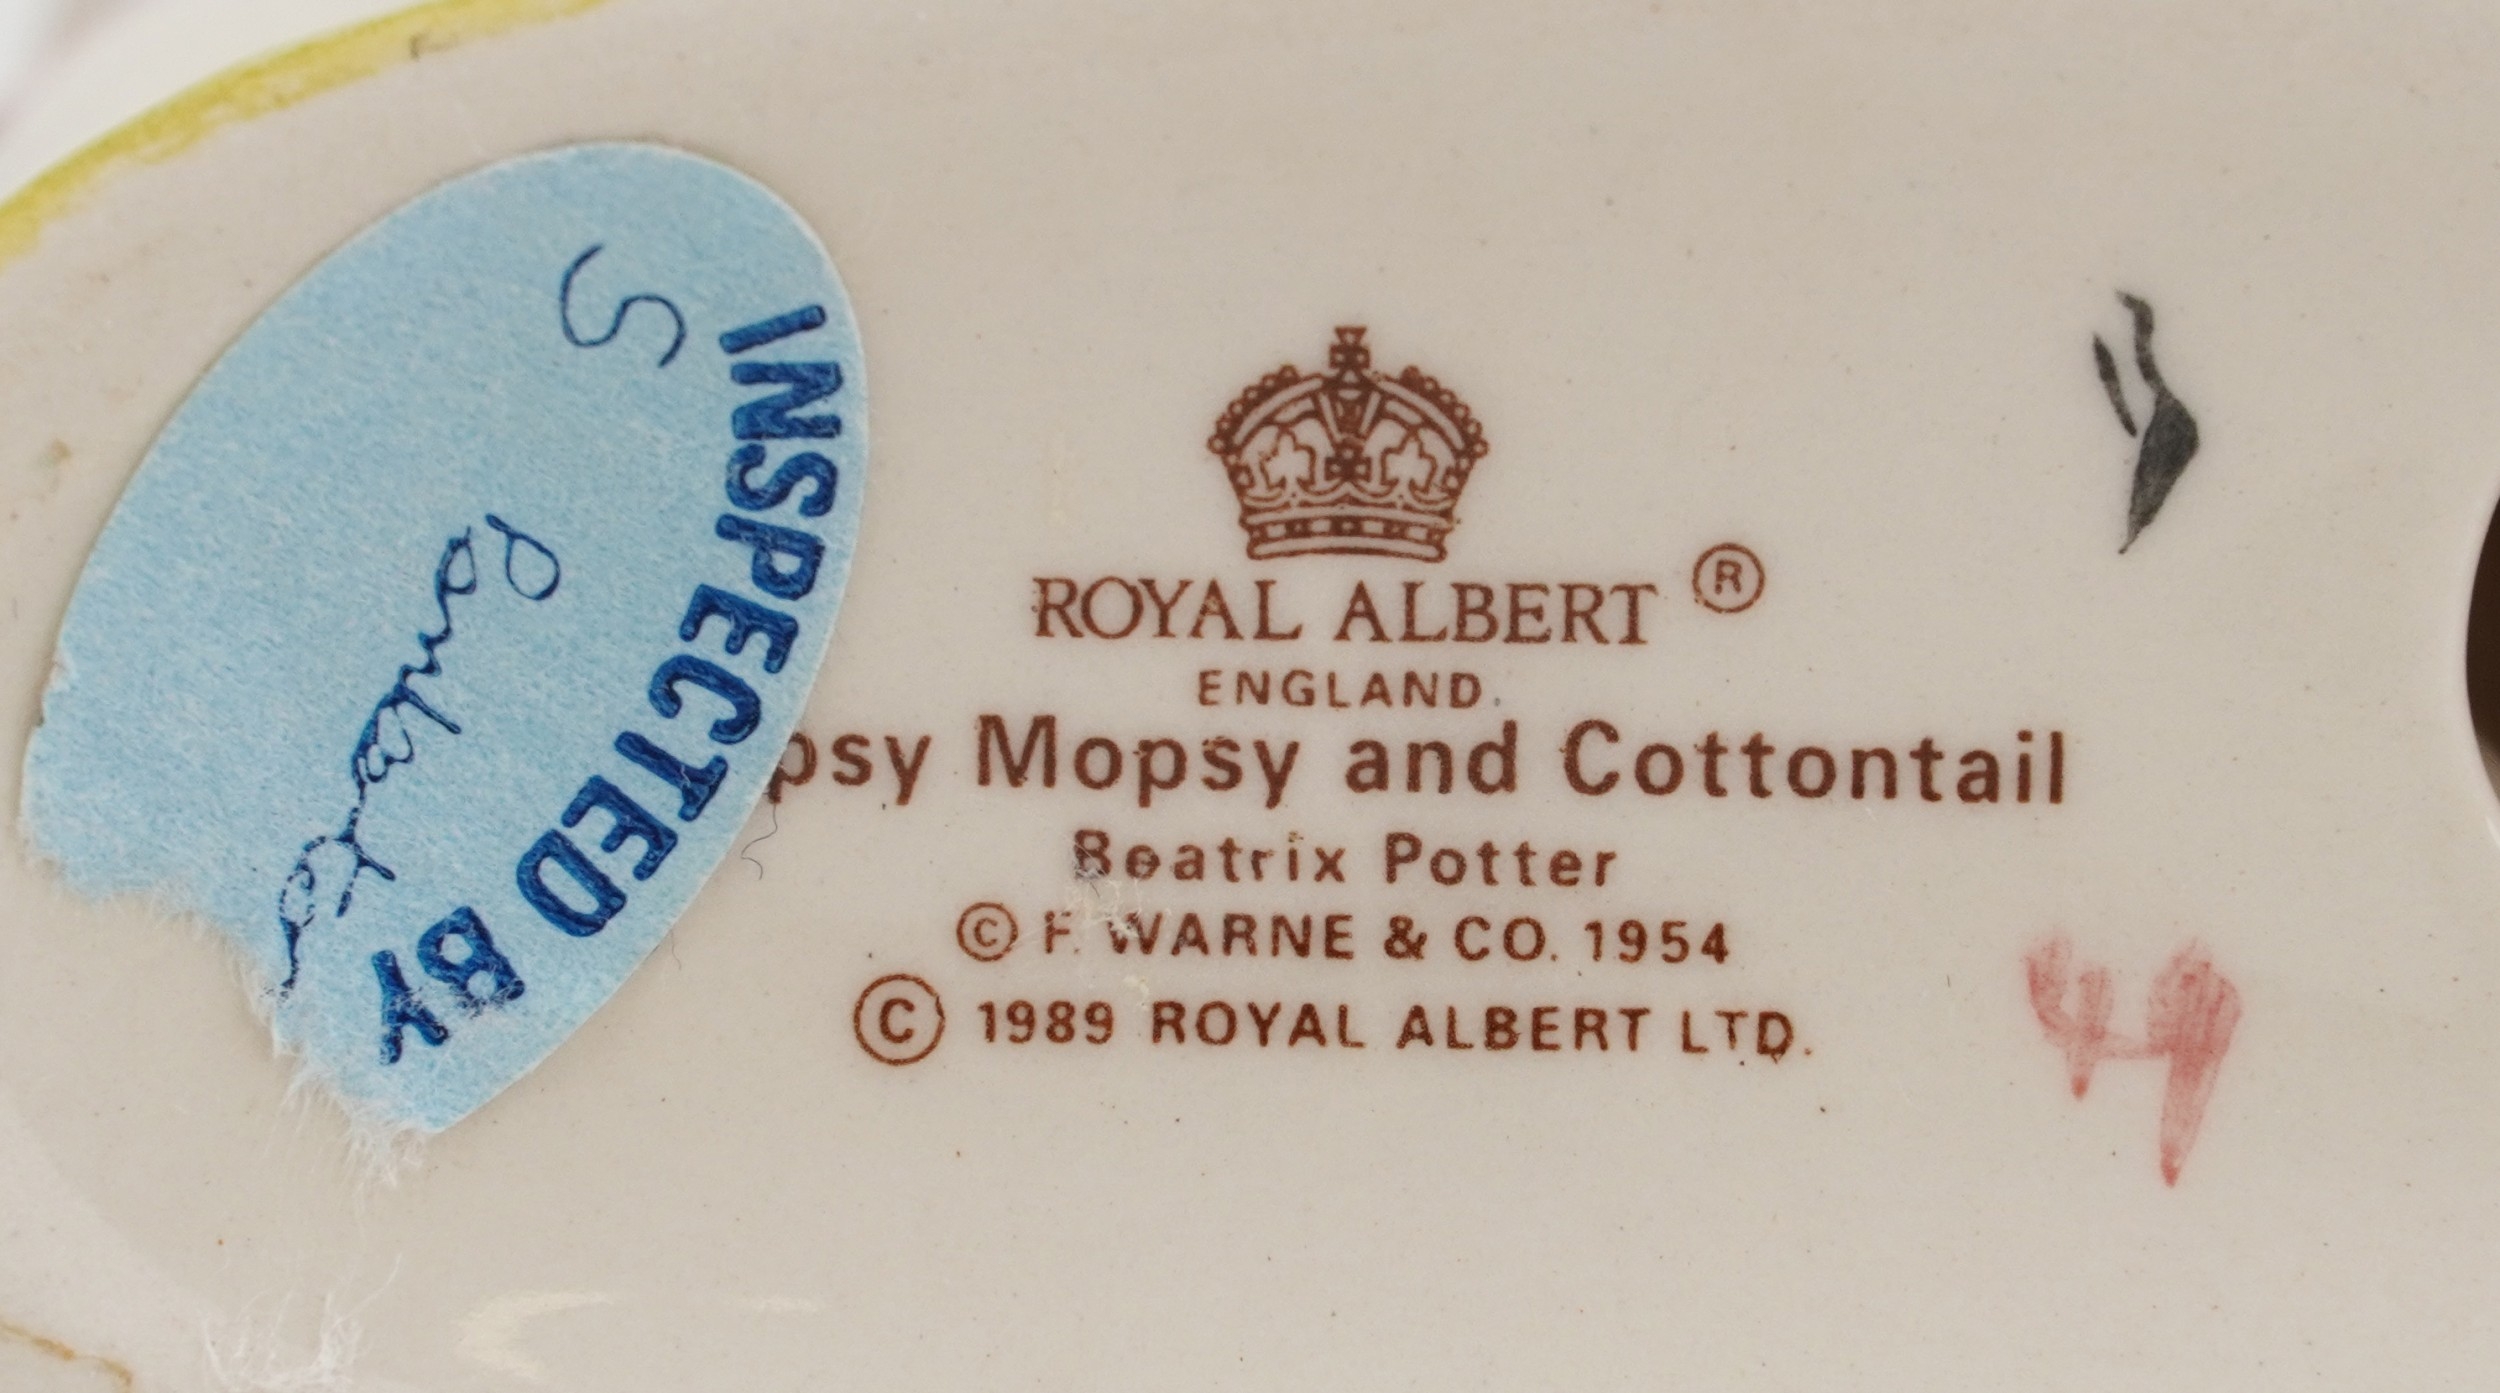 INSPECTED BY
S
ROYAL ALBERT ®
ENGLAND
psy Mopsy and Cottontail
Beatrix Potter
© F. WARNE & CO. 1954
© 1989 ROYAL ALBERT LTD.